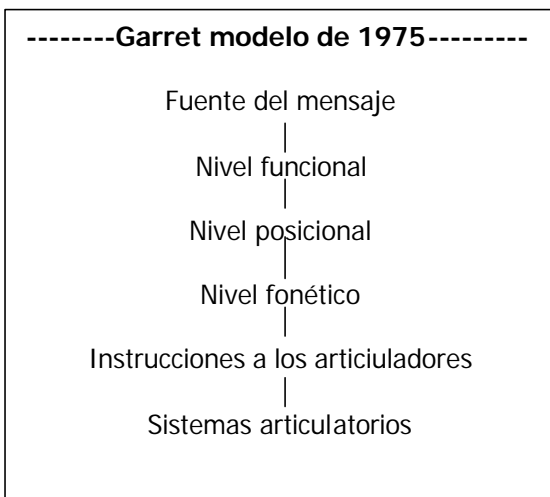 --------Garret modelo de 1975---------
Fuente del mensaje
Nivel funcional
Nivel posicional
Nivel fonético
Instrucciones a los articiuladores
Sistemas articulatorios